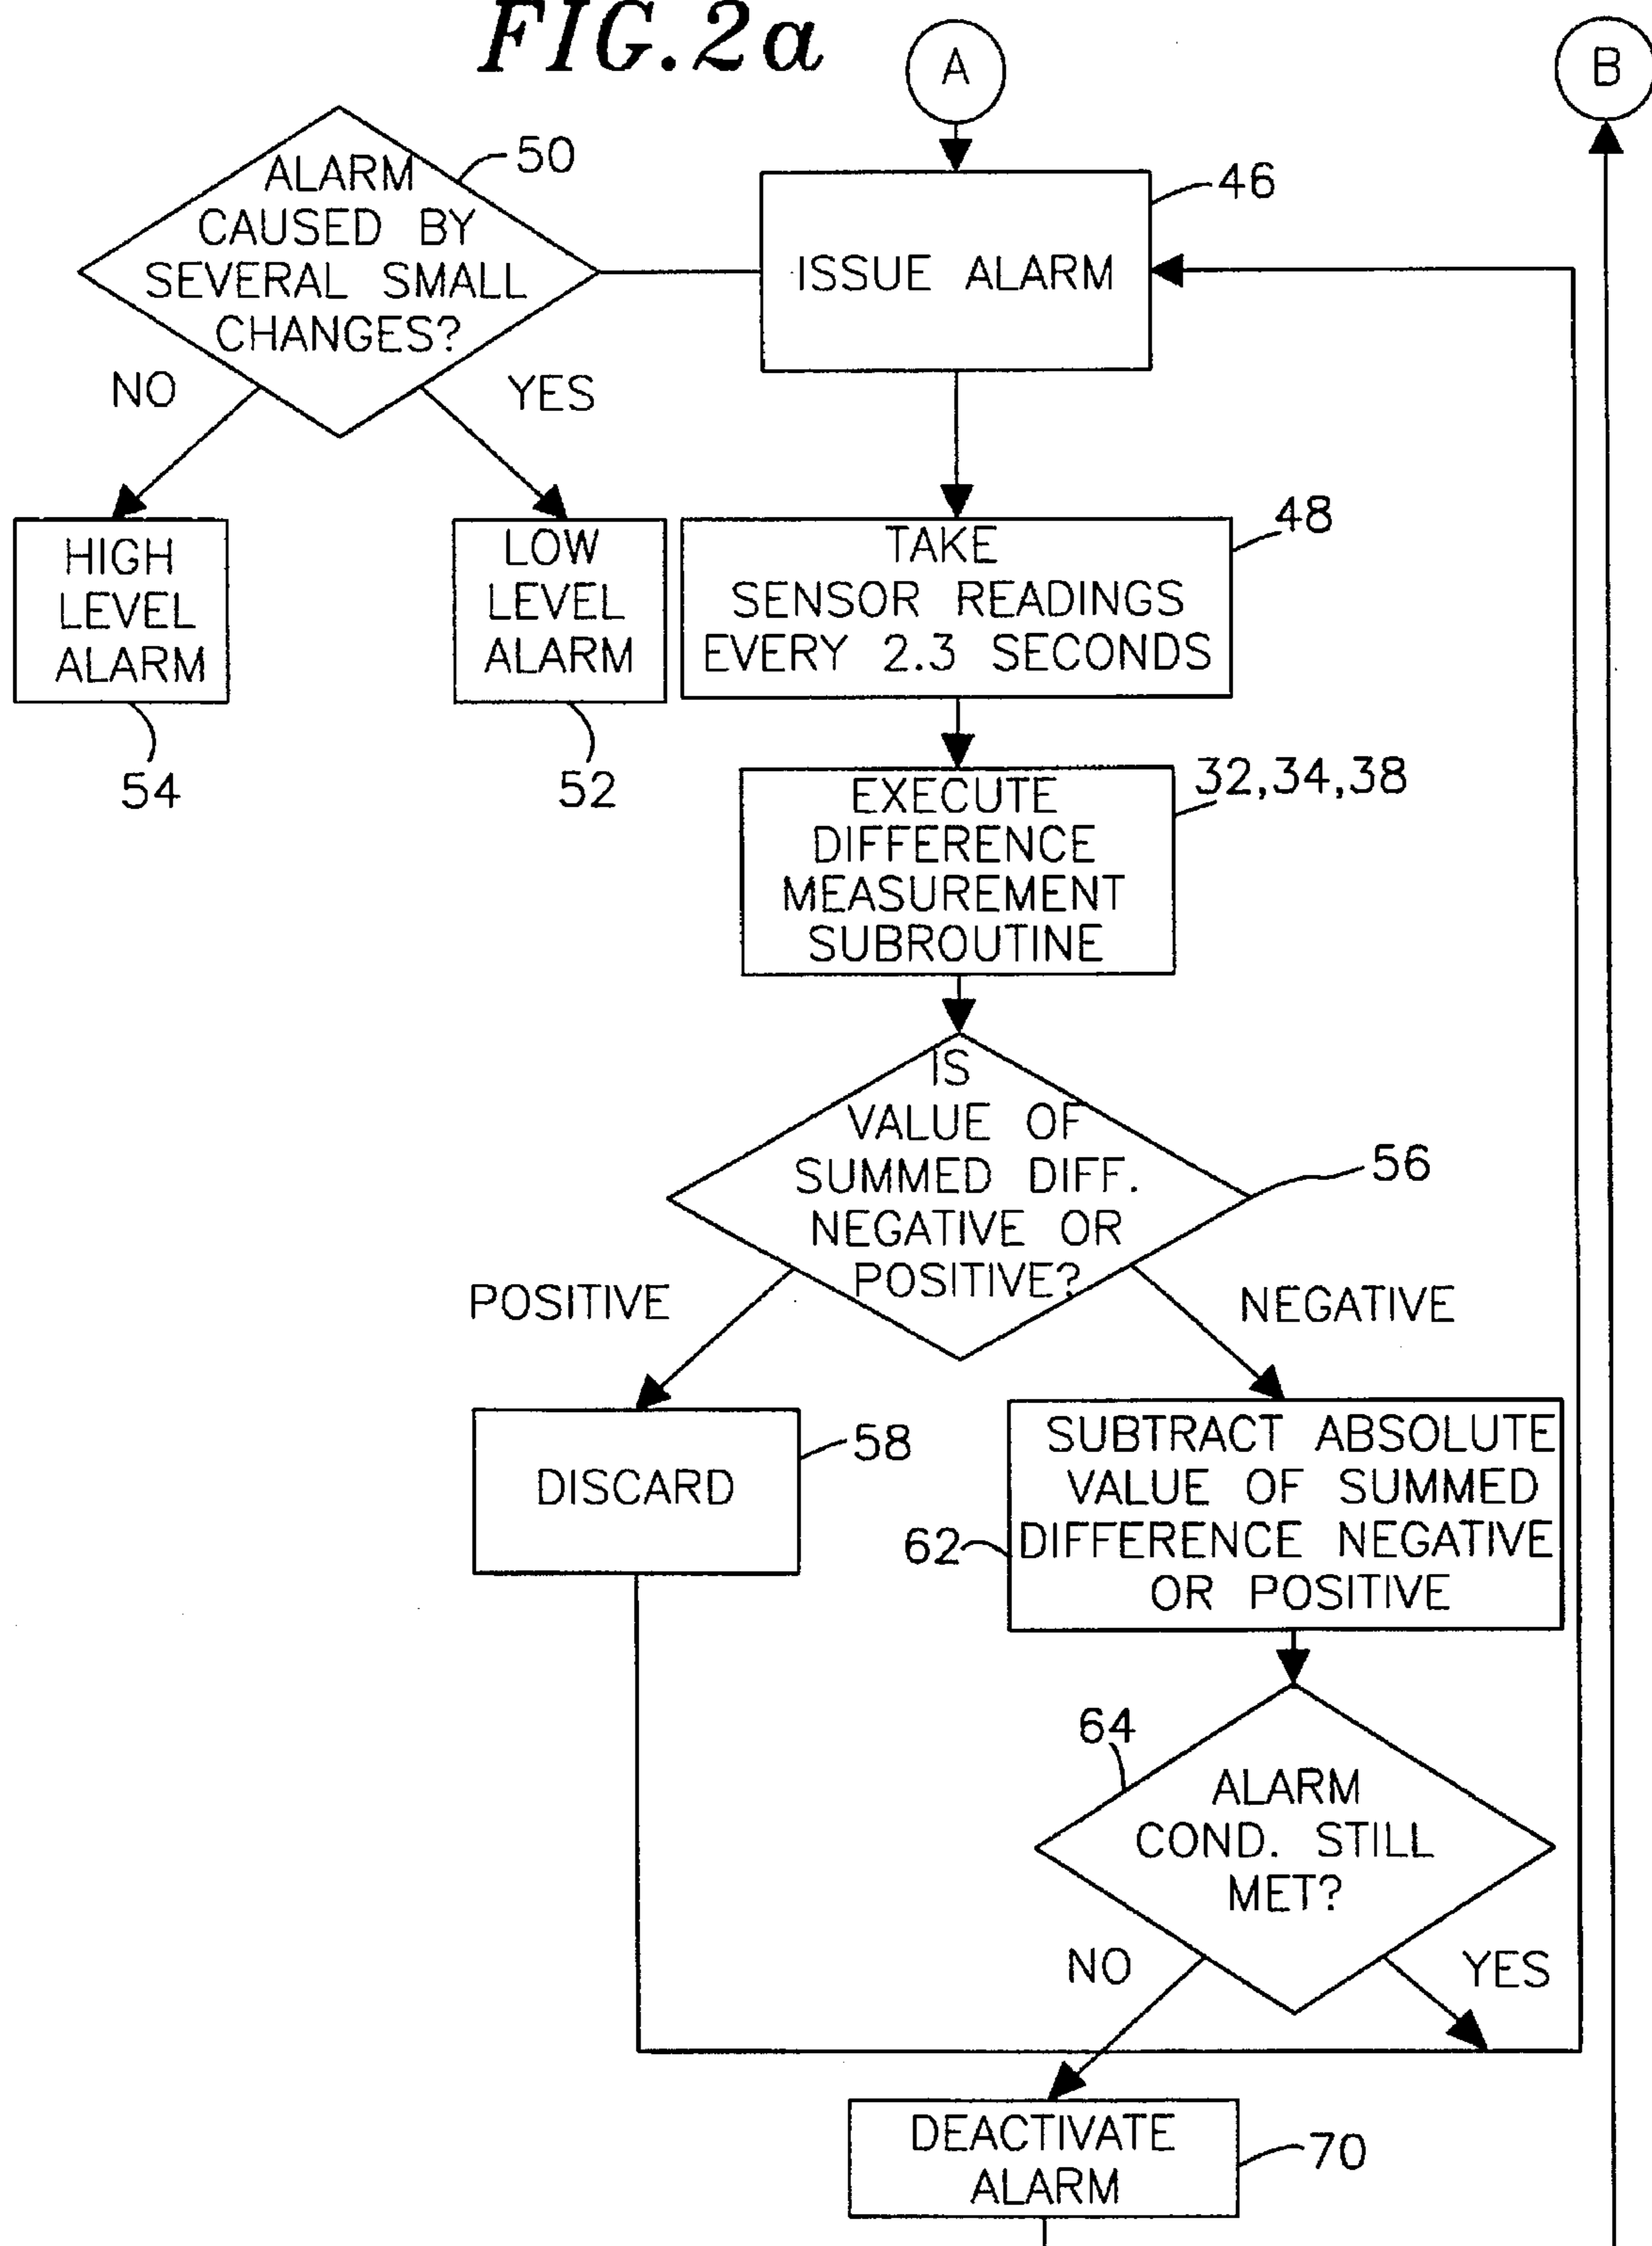 FIG.2a
A
B
ALARM
CAUSED BY
SEVERAL SMALL
CHANGES?
50
ISSUE ALARM
46
NO
YES
HIGH
LEVEL
ALARM
54
LOW
LEVEL
ALARM
52
TAKE
SENSOR READINGS
EVERY 2.3 SECONDS
48
EXECUTE
DIFFERENCE
MEASUREMENT
SUBROUTINE
32,34,38
IS
VALUE OF
SUMMED DIFF.
NEGATIVE OR
POSITIVE?
56
POSITIVE
NEGATIVE
DISCARD
58
SUBTRACT ABSOLUTE
VALUE OF SUMMED
DIFFERENCE NEGATIVE
OR POSITIVE
62
64
ALARM
COND. STILL
MET?
NO
YES
DEACTIVATE
ALARM
70